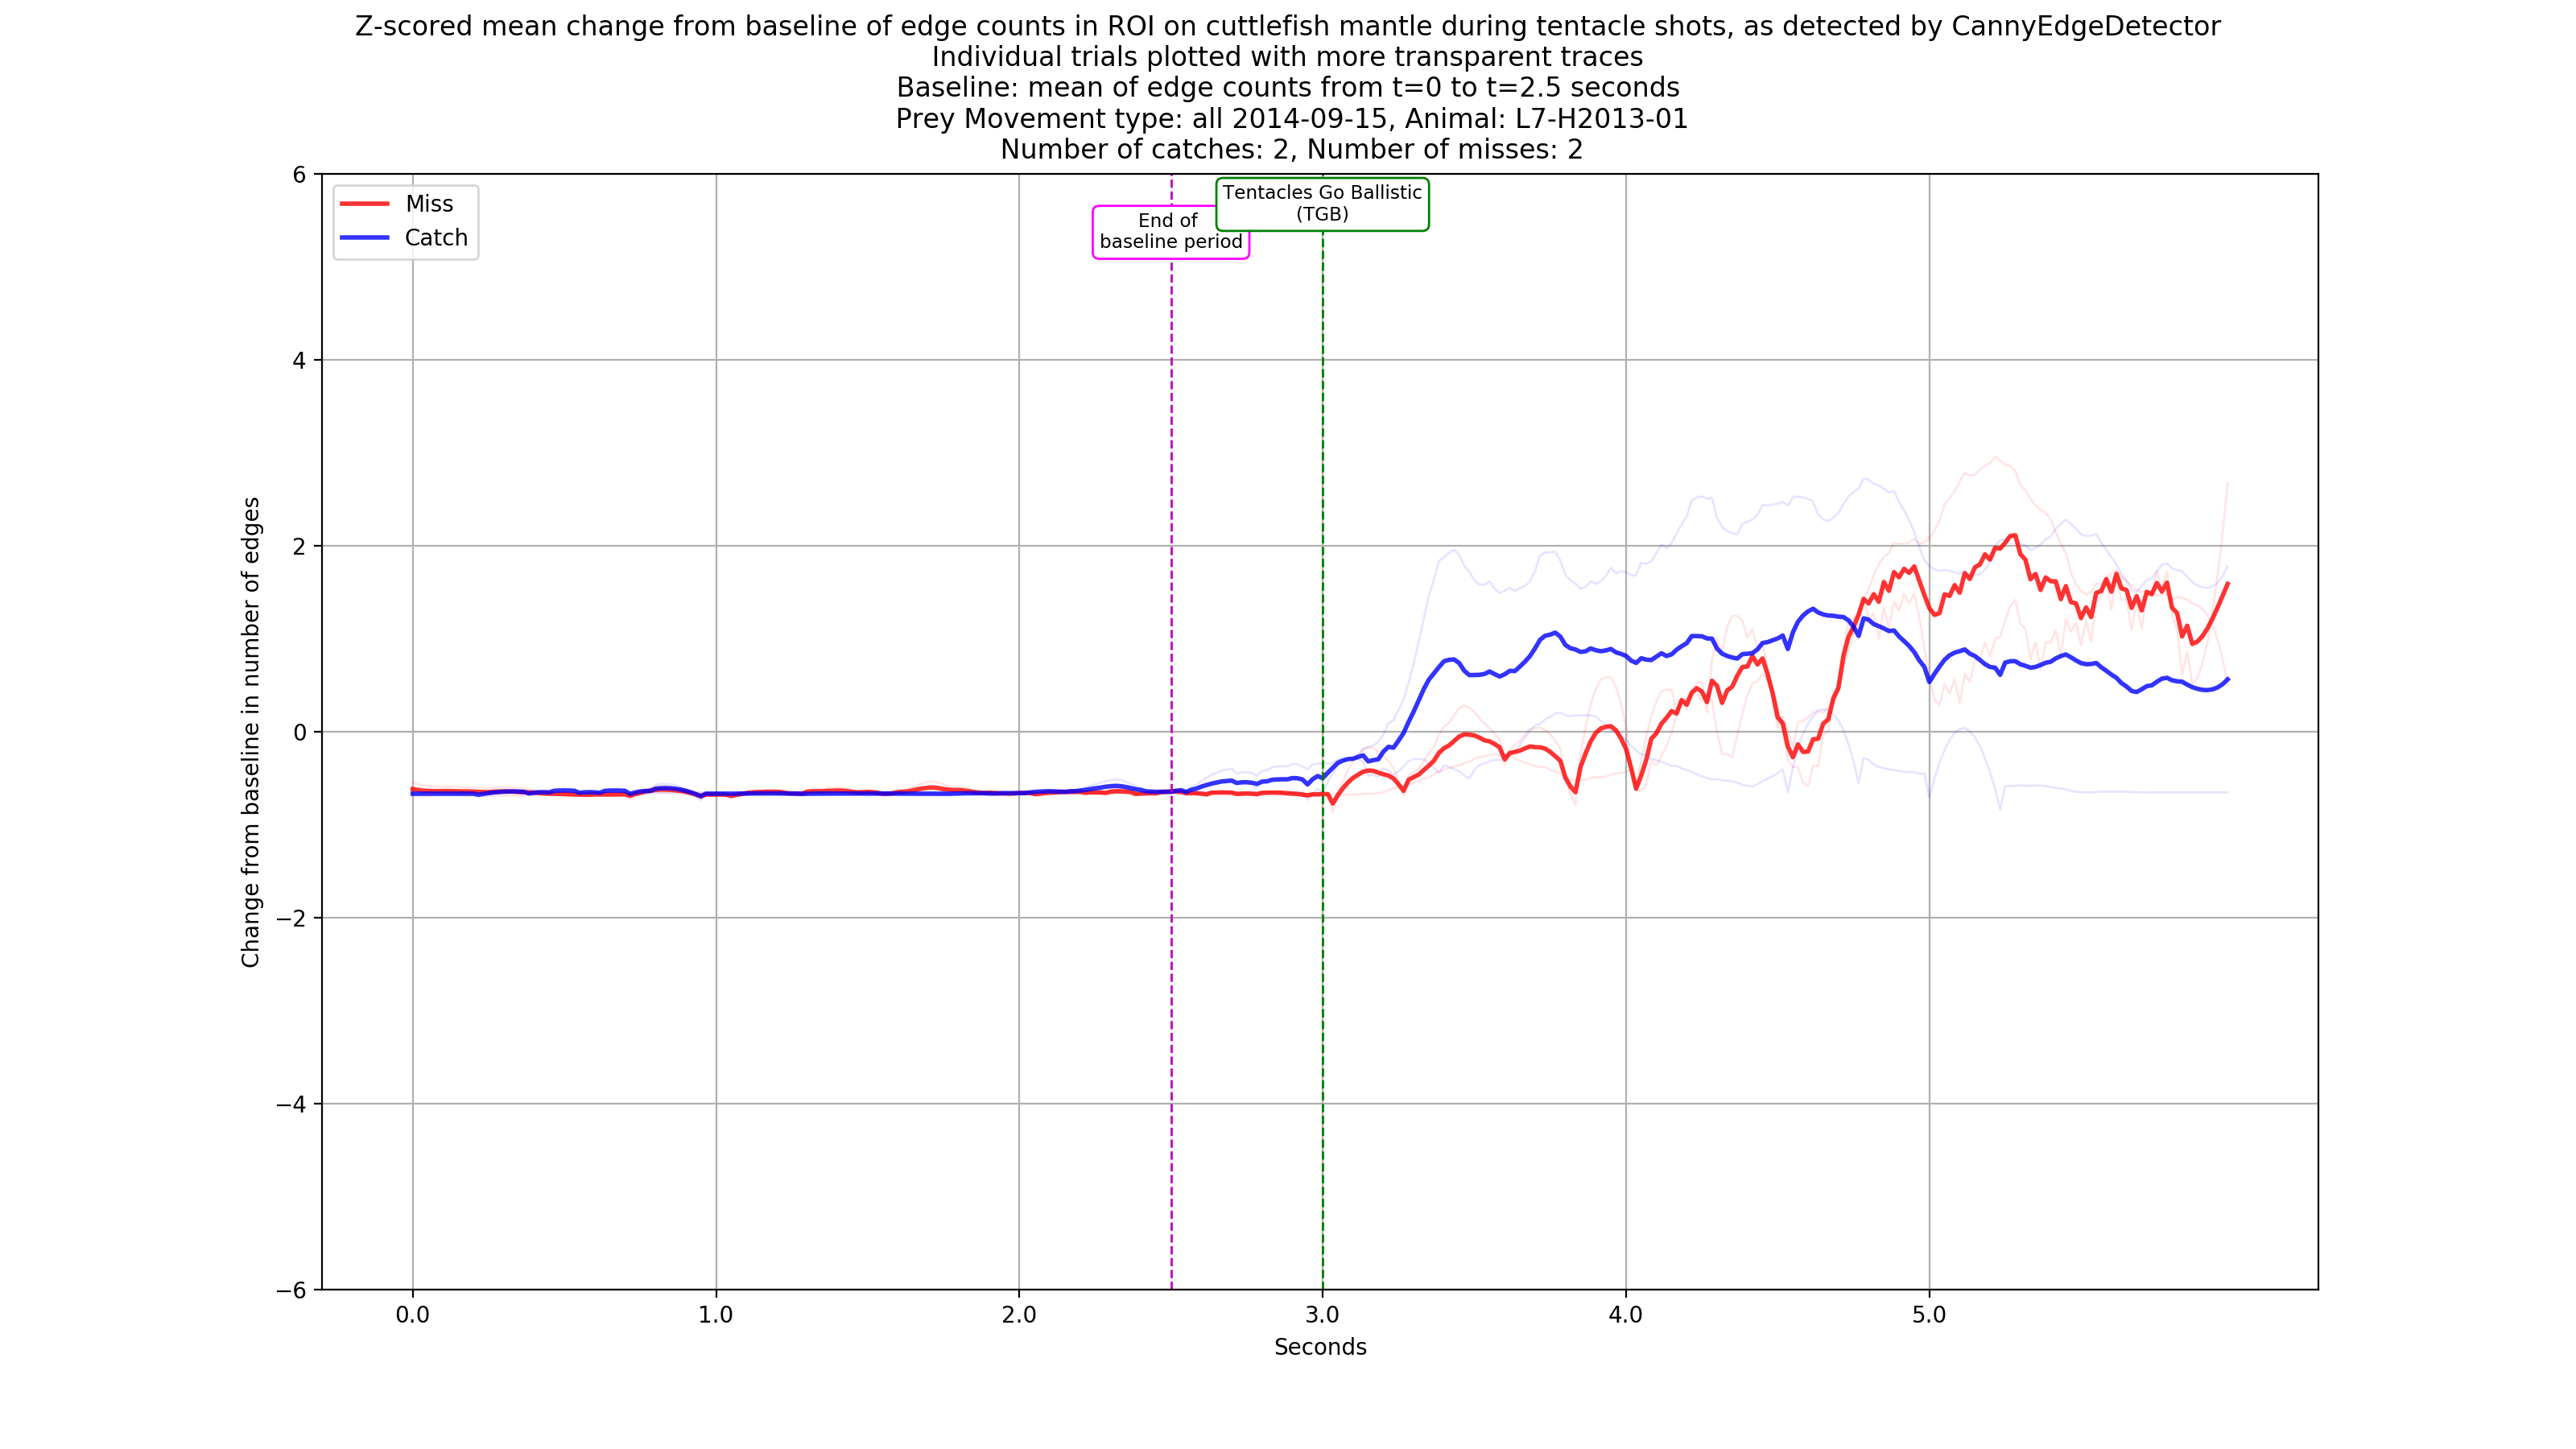 Z-scored mean change from baseline of edge counts in ROI on cuttlefish mantle during tentacle shots, as detected by CannyEdgeDetector
Individual trials plotted with more transparent traces
Baseline: mean of edge counts from t=0 to t=2.5 seconds
Prey Movement type: all 2014-09-15, Animal: L7-H2013-01
Number of catches: 2, Number of misses: 2
Miss
Catch
End of
baseline period
Tentacles Go Ballistic
(TGB)
Change from baseline in number of edges
6
4
2
0
−2
−4
−6
0.0
1.0
2.0
3.0
4.0
5.0
Seconds